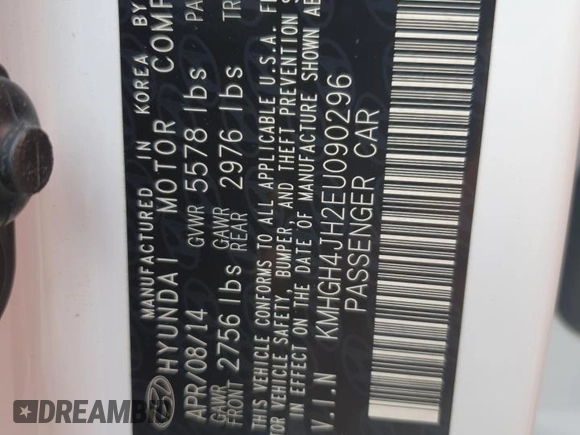 MANUFACTURED IN KOREA. BY
HYUNDAI MOTOR COMP
APR/08/14 GVWR 5578 lbs PA
GAWR FRONT 2756 lbs GAWR REAR 2976 lbs TR
THIS VEHICLE CONFORMS TO ALL APPLICABLE U.S.A. F
VEHICLE SAFETY, BUMPER, AND THEFT PREVENTION S
IN EFFECT ON THE DATE OF MANUFACTURE SHOWN AB
V.I.N KMHGH4JH2EU090296
PASSENGER CAR
DREAMBID